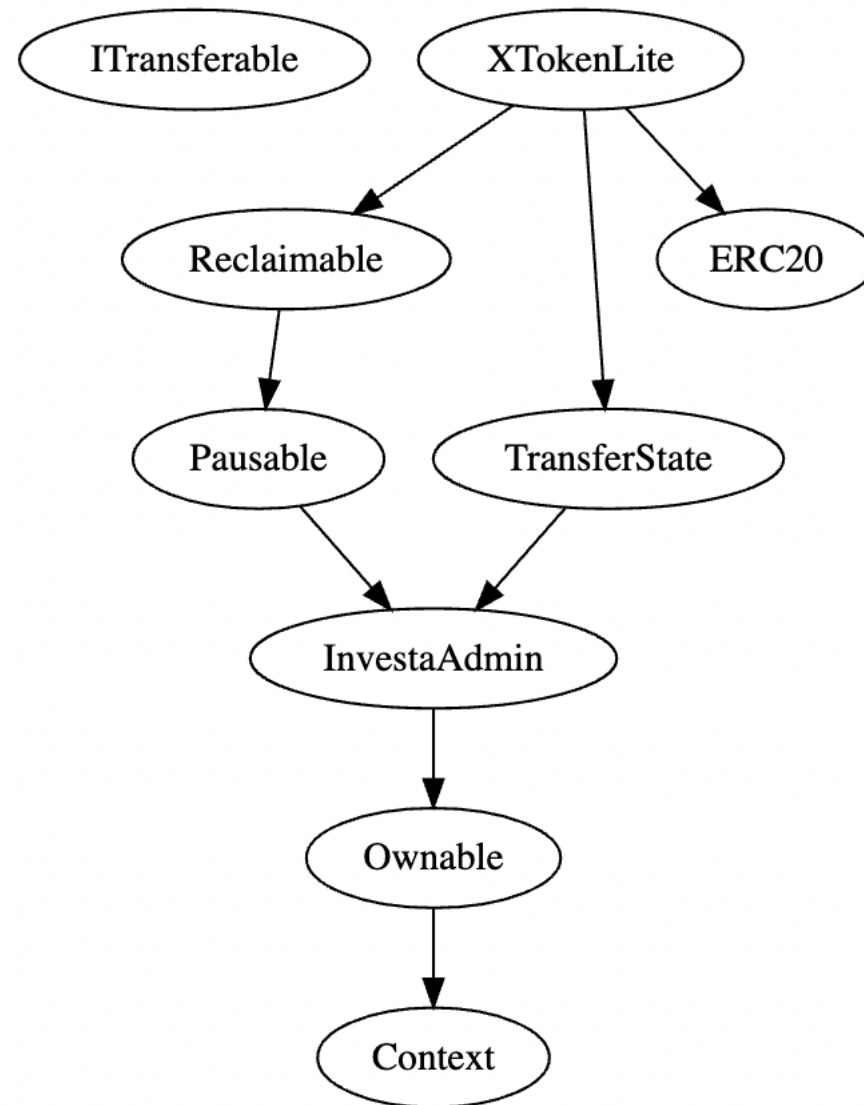 ITransferable
XTokenLite
Reclaimable
ERC20
Pausable
TransferState
InvestaAdmin
Ownable
Context